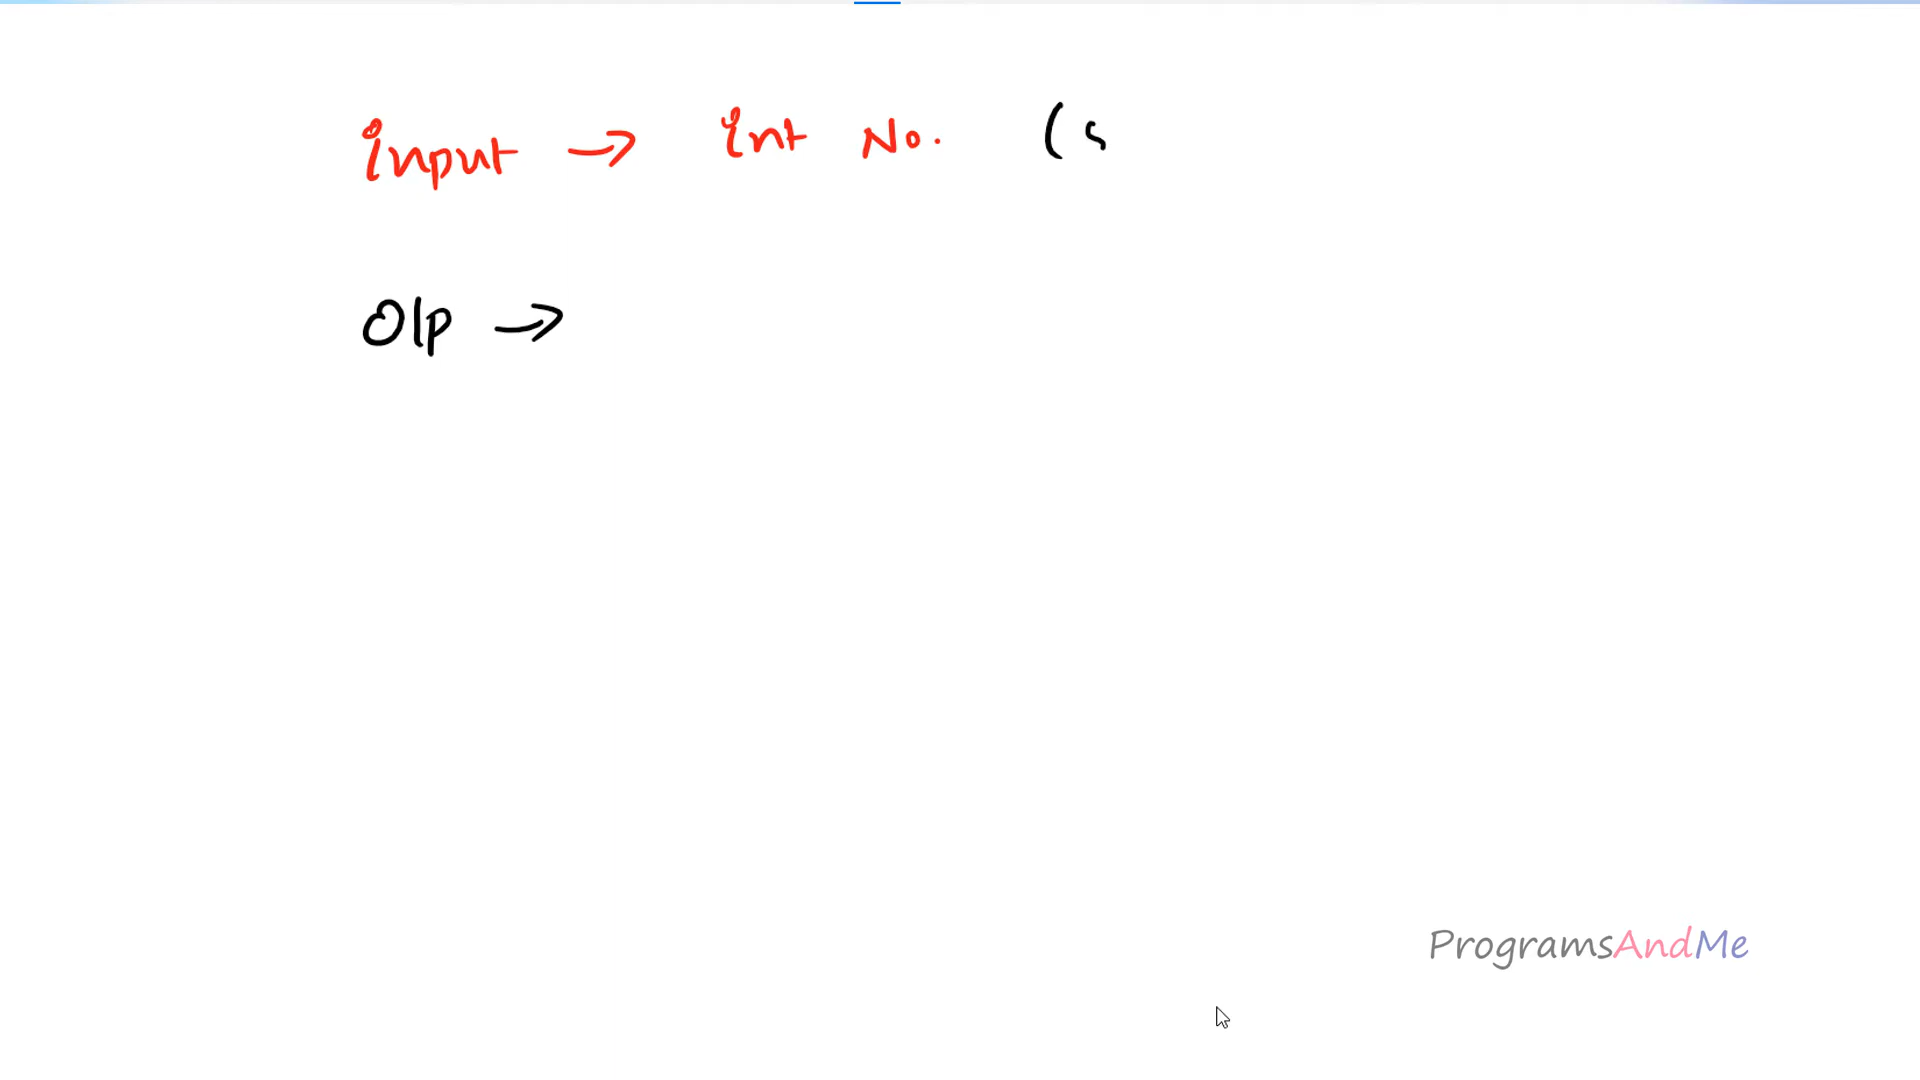 input → int No. (s
O|p →
ProgramsAndMe